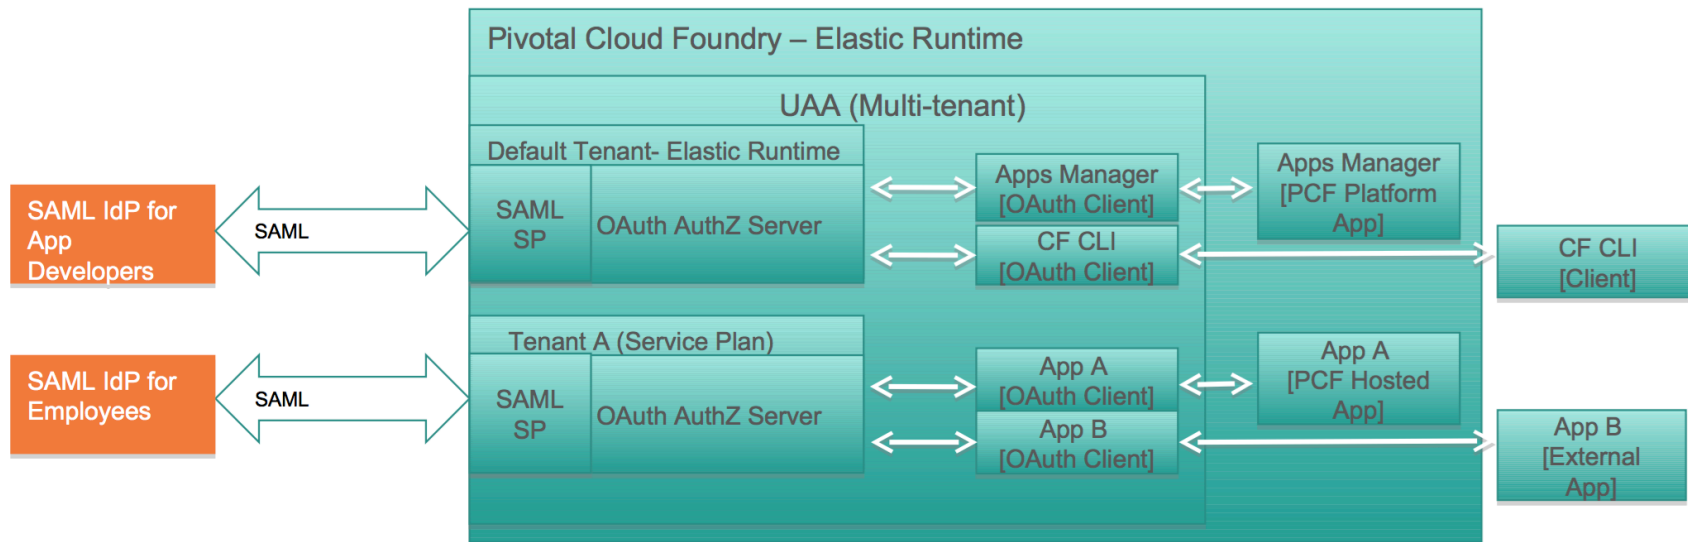 Pivotal Cloud Foundry – Elastic Runtime
UAA (Multi-tenant)
Default Tenant- Elastic Runtime
SAML IdP for
App
Developers
SAML
SAML
SP
OAuth AuthZ Server
Apps Manager
[OAuth Client]
CF CLI
[OAuth Client]
Apps Manager
[PCF Platform
App]
CF CLI
[Client]
Tenant A (Service Plan)
SAML IdP for
Employees
SAML
SAML
SP
OAuth AuthZ Server
App A
[OAuth Client]
App B
[OAuth Client]
App A
[PCF Hosted
App]
App B
[External
App]